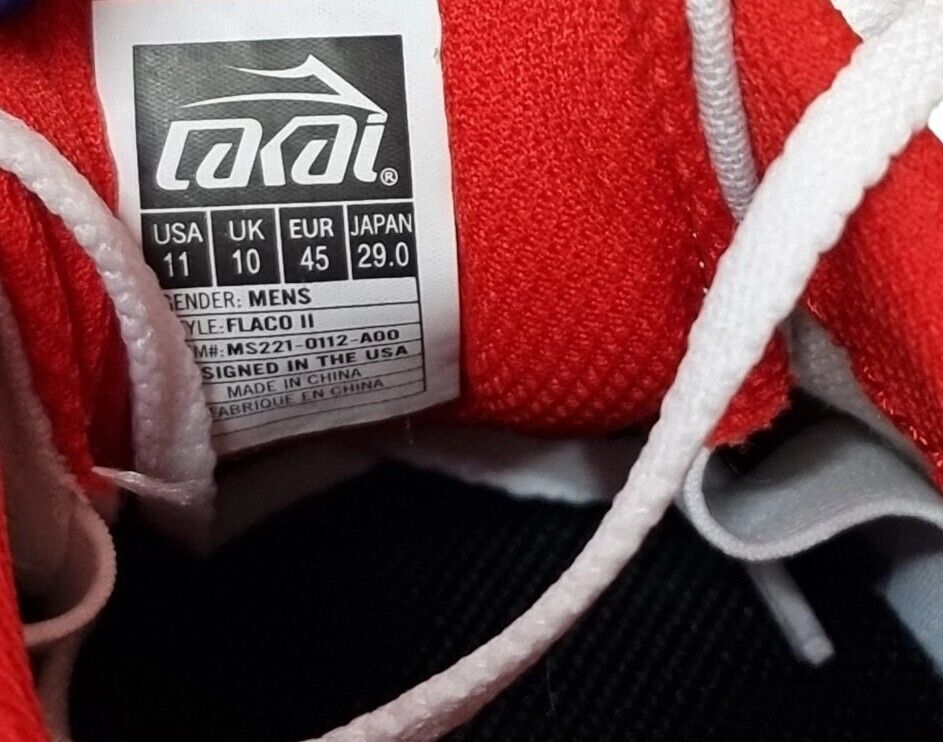 LAKAI®
USA UK EUR JAPAN
11 10 45 29.0
ENDER: MENS
YLE: FLACO II
M#: MS221-0112-A00
SIGNED IN THE USA
MADE IN CHINA
FABRIQUE EN CHINA